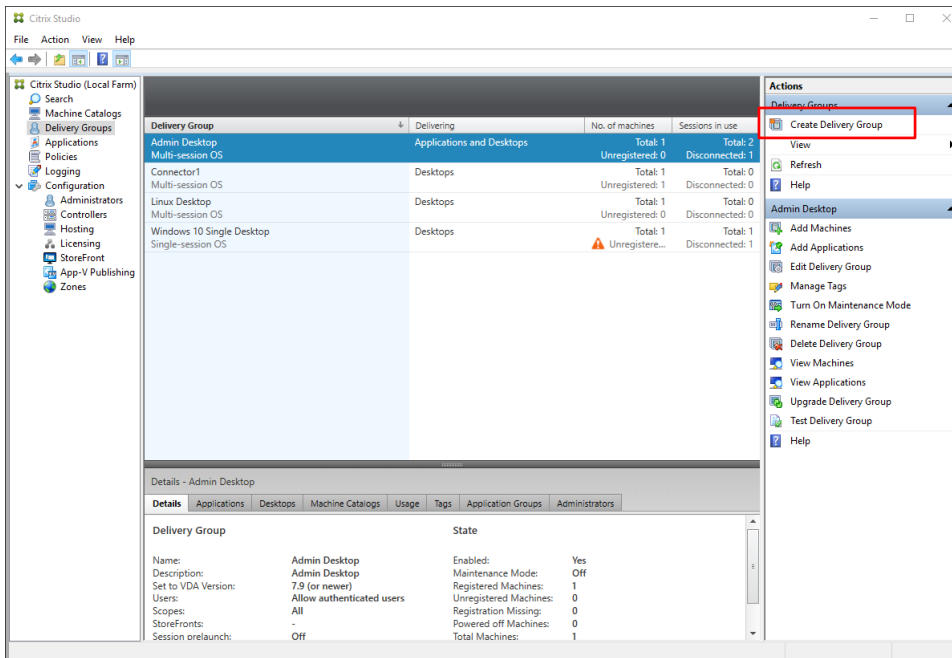 Citrix Studio
File Action View Help
Citrix Studio (Local Farm)
Search
Machine Catalogs
Delivery Groups
Applications
Policies
Logging
Configuration
Administrators
Controllers
Hosting
Licensing
StoreFront
App-V Publishing
Zones
Delivery Group Delivering No. of machines Sessions in use
Admin Desktop Applications and Desktops Total: 1 Total: 2
Multi-session OS Unregistered: 0 Disconnected: 1
Connector1 Desktops Total: 1 Total: 0
Multi-session OS Unregistered: 1 Disconnected: 0
Linux Desktop Desktops Total: 1 Total: 0
Multi-session OS Unregistered: 0 Disconnected: 0
Windows 10 Single Desktop Desktops Total: 1 Total: 1
Single-session OS Unregistere... Disconnected: 1
Details - Admin Desktop
Details Applications Desktops Machine Catalogs Usage Tags Application Groups Administrators
Delivery Group State
Name: Admin Desktop Enabled: Yes
Description: Admin Desktop Maintenance Mode: Off
Set to VDA Version: 7.9 (or newer) Registered Machines: 1
Users: Allow authenticated users Unregistered Machines: 0
Scopes: All Registration Missing: 0
StoreFronts: - Powered off Machines: 0
Session prelaunch: Off Total Machines: 1
Actions
Delivery Groups
Create Delivery Group
View
Refresh
Help
Admin Desktop
Add Machines
Add Applications
Edit Delivery Group
Manage Tags
Turn On Maintenance Mode
Rename Delivery Group
Delete Delivery Group
View Machines
View Applications
Upgrade Delivery Group
Test Delivery Group
Help